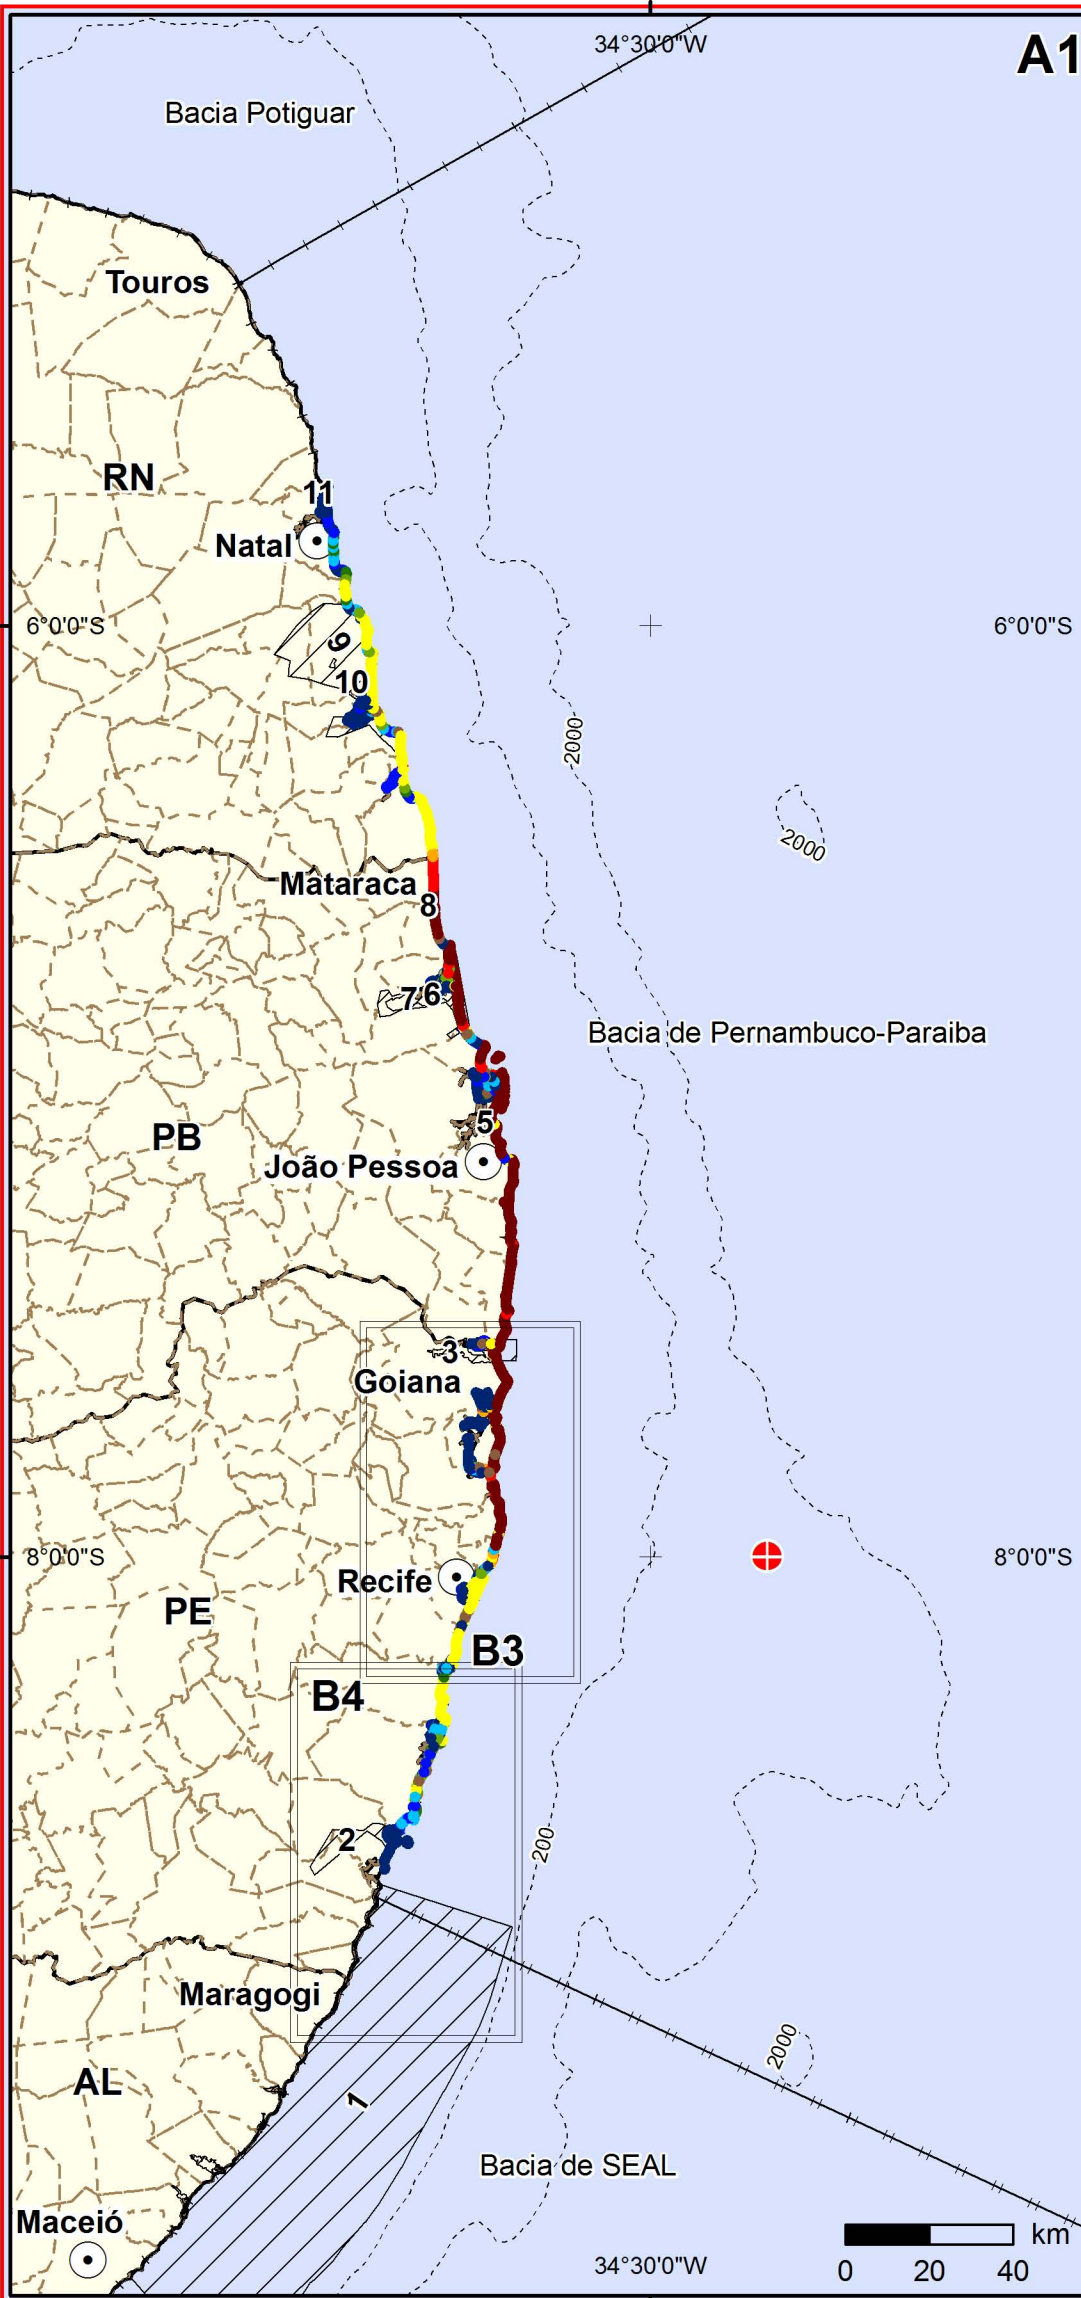 34°30'0"W
A1
Bacia Potiguar
Touros
RN
11
Natal
6°0'0"S
6°0'0"S
9
10
2000
2000
Mataraca
8
7
6
Bacia de Pernambuco-Paraiba
5
PB
João Pessoa
3
Goiana
8°0'0"S
8°0'0"S
Recife
PE
B3
B4
2
200
Maragogi
2000
AL
1
Bacia de SEAL
Maceió
km
34°30'0"W
0 20 40